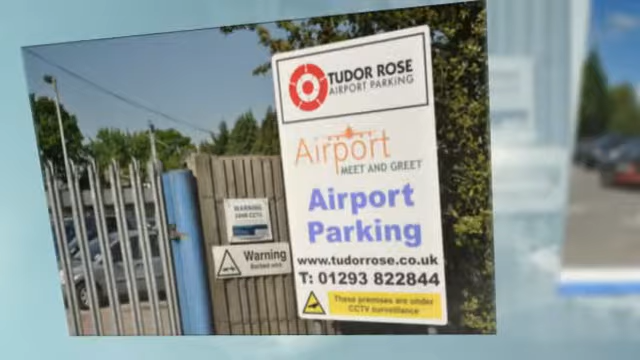 TUDOR ROSE
AIRPORT PARKING
Airport
MEET AND GREET
Airport
Parking
www.tudorrose.co.uk
T: 01293 822844
These premises are under
CCTV surveillance
WARNING
Warning